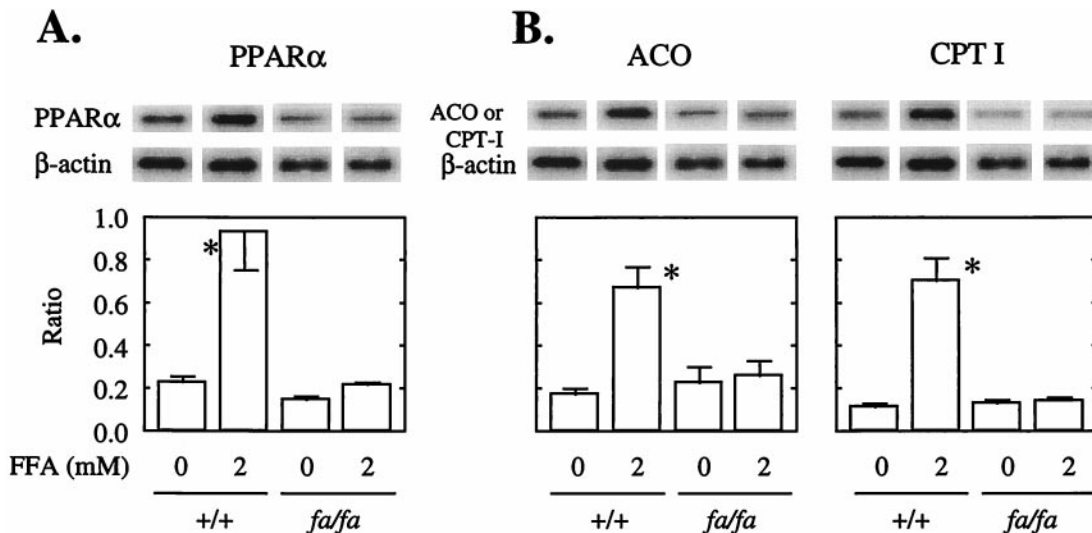 A.
PPARα
PPARα
β-actin
1.0
0.8
0.6
0.4
0.2
0.0
Ratio
*
FFA (mM)
0 2 0 2
+/+ fa/fa
B.
ACO CPT I
ACO or
CPT-I
β-actin
* *
0 2 0 2 0 2 0 2
+/+ fa/fa +/+ fa/fa